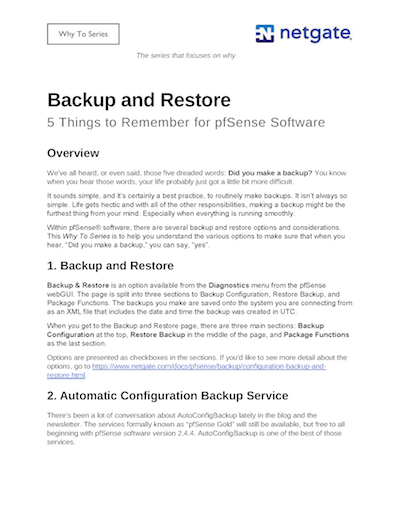 Why To Series
netgate®
The series that focuses on why
Backup and Restore
5 Things to Remember for pfSense Software
Overview
We've all heard, or even said, those five dreaded words: Did you make a backup? You know
when you hear those words, your life probably just got a little bit more difficult.
It sounds simple, and it's certainly a best practice, to routinely make backups. It isn't always so
simple. Life gets hectic and with all of the other responsibilities, making a backup might be the
furthest thing from your mind. Especially when everything is running smoothly.
Within pfSense® software, there are several backup and restore options and considerations.
This Why To Series is to help you understand the various options to make sure that when you
hear, “Did you make a backup,” you can say, “yes”.
1. Backup and Restore
Backup & Restore is an option available from the Diagnostics menu from the pfSense
webGUI. The page is split into three sections to Backup Configuration, Restore Backup, and
Package Functions. The backups you make are saved onto the system you are connecting from
as an XML file that includes the date and time the backup was created in UTC.
When you get to the Backup and Restore page, there are three main sections: Backup
Configuration at the top, Restore Backup in the middle of the page, and Package Functions
as the last section.
Options are presented as checkboxes in the sections. If you'd like to see more detail about the
options, go to https://www.netgate.com/docs/pfsense/backup/configuration-backup-and-
restore.html.
2. Automatic Configuration Backup Service
There's been a lot of conversation about AutoConfigBackup lately in the blog and the
newsletter. The services formally known as “pfSense Gold” will still be available, but free to all
beginning with pfSense software version 2.4.4. AutoConfigBackup is one of the best of those
services.